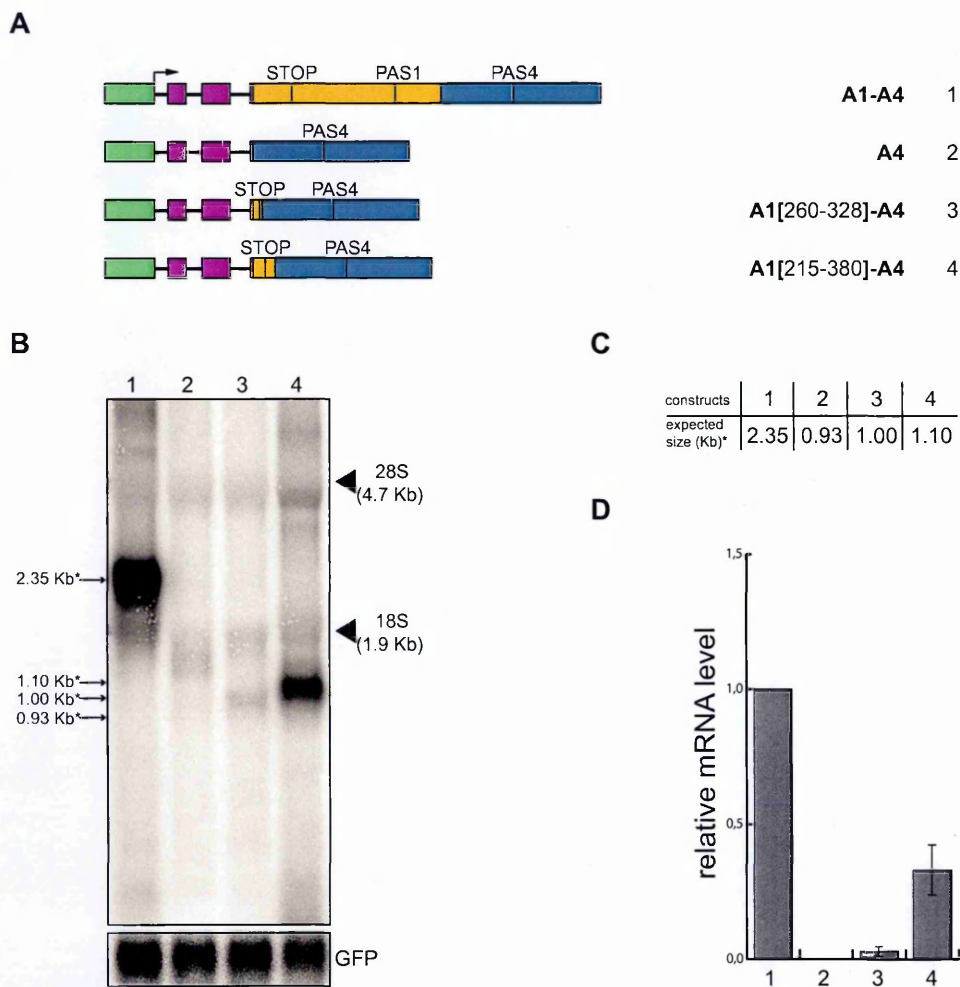 A
STOP PAS1 PAS4
A1-A4 1
PAS4
A4 2
STOP PAS4
A1[260-328]-A4 3
STOP PAS4
A1[215-380]-A4 4
B
1 2 3 4
28S
(4.7 Kb)
2.35 Kb*
18S
(1.9 Kb)
1.10 Kb*
1.00 Kb*
0.93 Kb*
GFP
C
constructs 1 2 3 4
expected
size (Kb)* 2.35 0.93 1.00 1.10
D
relative mRNA level
1,5
1,0
0,5
0,0
1 2 3 4